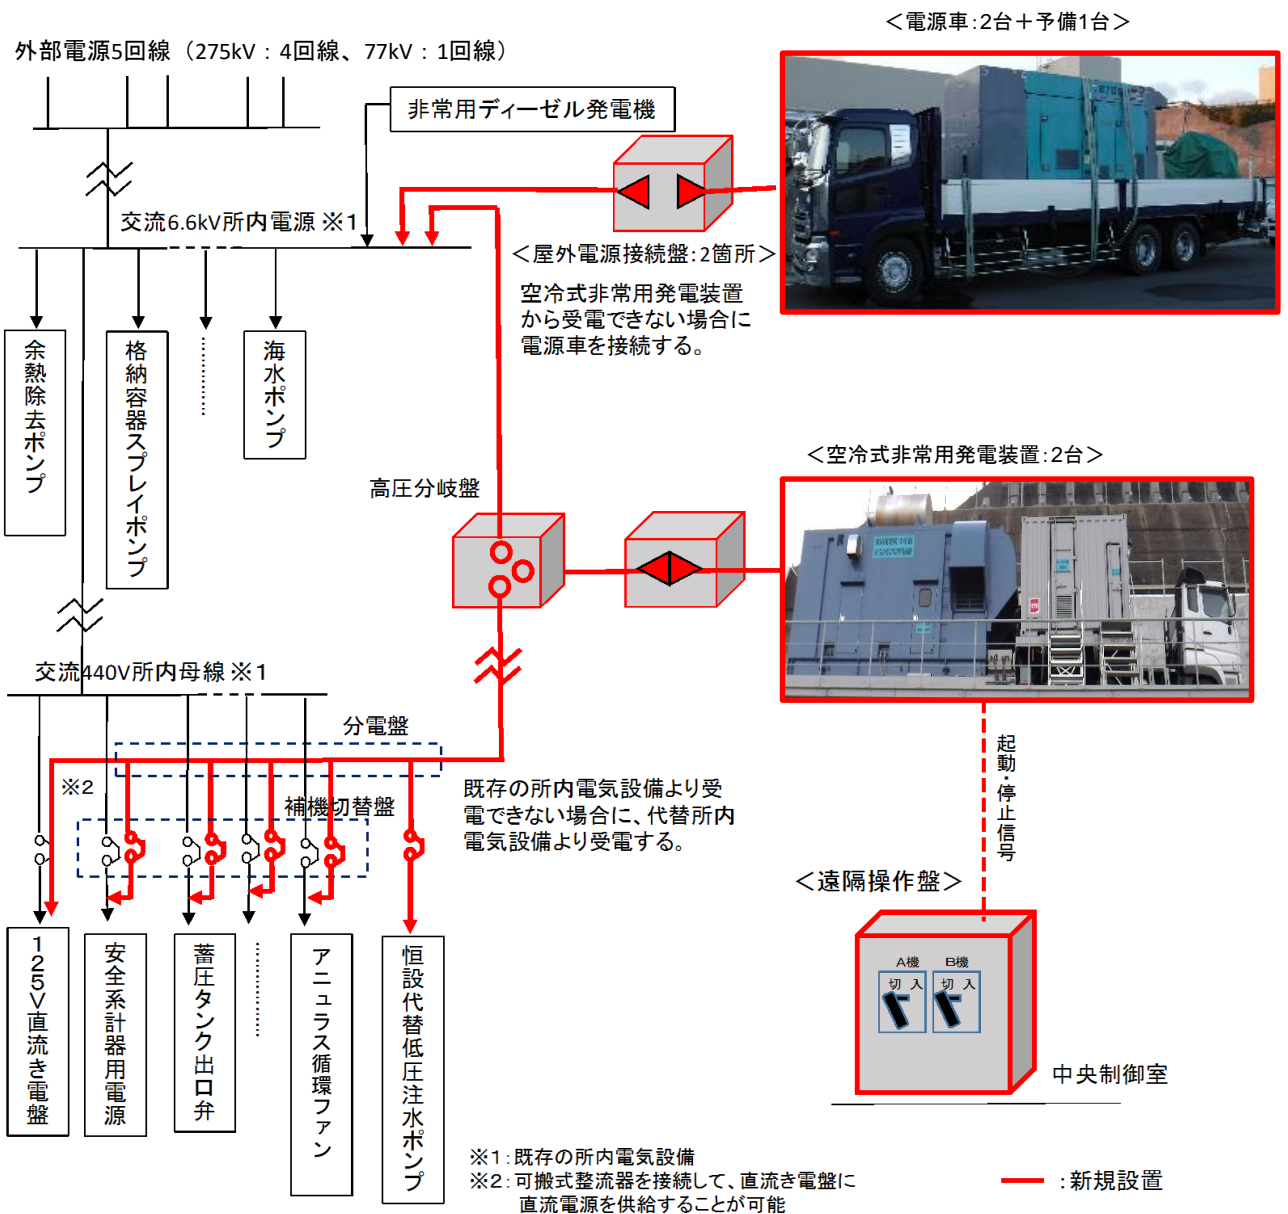 ＜電源車：2台＋予備1台＞
外部電源5回線（275kV：4回線、77kV：1回線）
非常用ディーゼル発電機
交流6.6kV所内電源 ※1
＜屋外電源接続盤：2箇所＞
空冷式非常用発電装置
から受電できない場合に
電源車を接続する。
余熱除去ポンプ
格納容器スプレイポンプ
海水ポンプ
＜空冷式非常用発電装置：2台＞
高圧分岐盤
交流440V所内母線 ※1
分電盤
※2
補機切替盤
既存の所内電気設備より受
電できない場合に、代替所内
電気設備より受電する。
起動・停止信号
＜遠隔操作盤＞
A機 B機
切 入 切 入
中央制御室
125V直流き電盤
安全系計器用電源
蓄圧タンク出口弁
アニュラス循環ファン
恒設代替低圧注水ポンプ
※1：既存の所内電気設備
※2：可搬式整流器を接続して、直流き電盤に
直流電源を供給することが可能
：新規設置